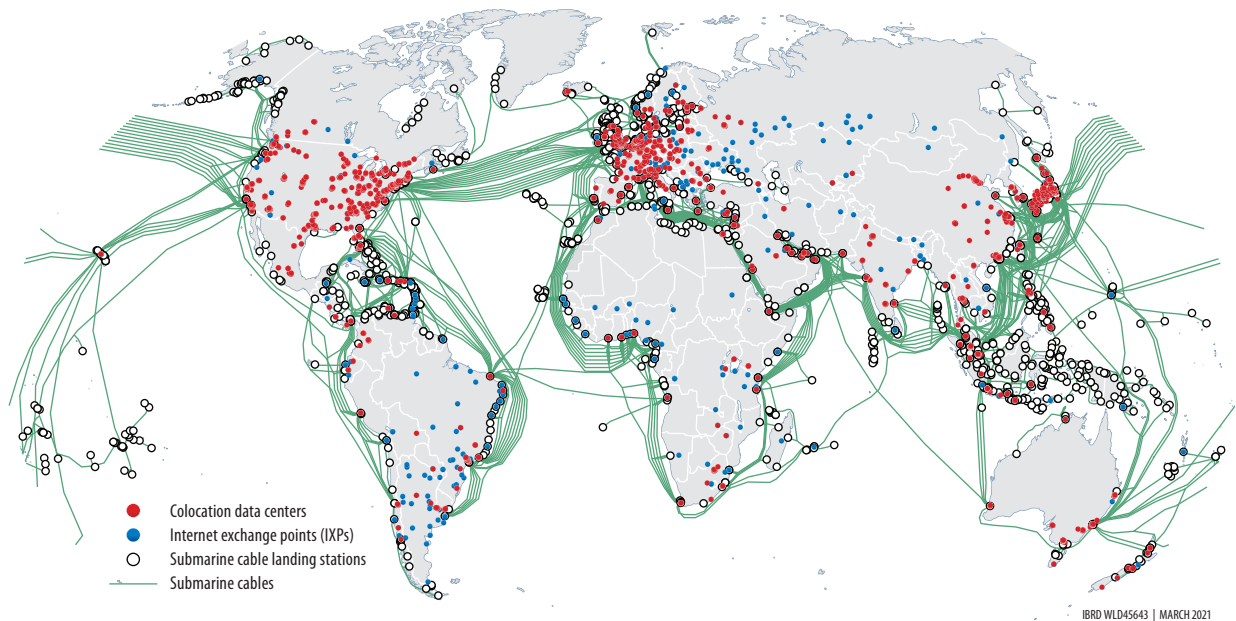 Colocation data centers
Internet exchange points (IXPs)
Submarine cable landing stations
Submarine cables
IBRD WLD45643 | MARCH 2021